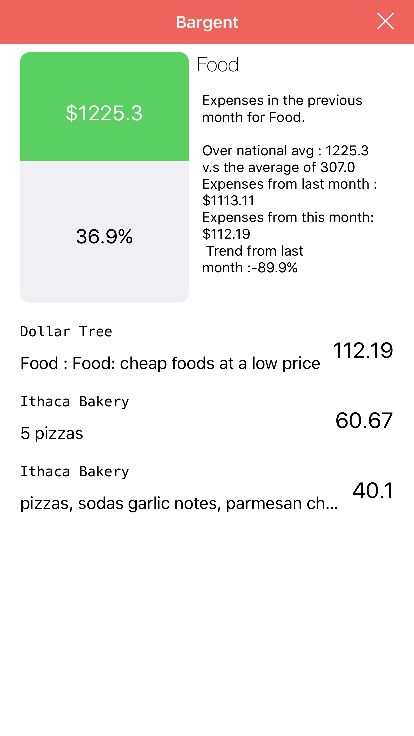 Bargent
$1225.3
36.9%
Food
Expenses in the previous
month for Food.
Over national avg : 1225.3
v.s the average of 307.0
Expenses from last month :
$1113.11
Expenses from this month:
$112.19
Trend from last
month :-89.9%
Dollar Tree
Food : Food: cheap foods at a low price
112.19
Ithaca Bakery
5 pizzas
60.67
Ithaca Bakery
pizzas, sodas garlic notes, parmesan ch...
40.1